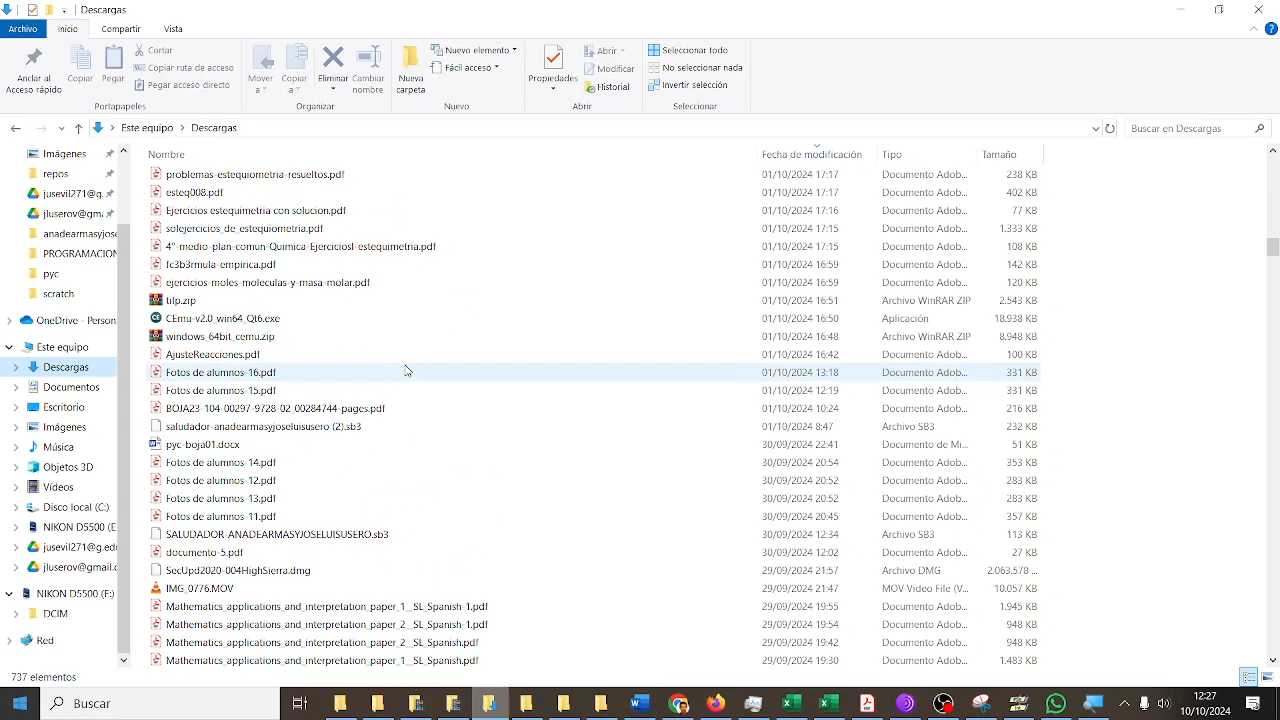 Descargas
Archivo Inicio Compartir Vista
Anclar al Acceso rápido
Copiar
Pegar
Cortar
Copiar ruta de acceso
Pegar acceso directo
Portapapeles
Mover a
Copiar a
Eliminar
Cambiar nombre
Organizar
Nueva carpeta
Nuevo elemento
Fácil acceso
Nuevo
Propiedades
Abrir
Modificar
Historial
Abrir
Seleccionar todo
No seleccionar nada
Invertir selección
Seleccionar
Este equipo > Descargas
Buscar en Descargas
Imágenes
repos
jusevil271@g.
jluserov@gma
anadearmasyjose
PROGRAMACION
pyc
scratch
OneDrive - Person
Este equipo
Descargas
Documentos
Escritorio
Imágenes
Música
Objetos 3D
Vídeos
Disco local (C:)
NIKON D5500 (E
jusevil271@g.edu
jluserov@gmail.c
NIKON D5500 (E:)
DCIM
Red
Nombre Fecha de modificación Tipo Tamaño
problemas-estequiometria-resueltos.pdf 01/10/2024 17:17 Documento Adob... 238 KB
esteq008.pdf 01/10/2024 17:17 Documento Adob... 402 KB
Ejercicios estequimetria con solucion.pdf 01/10/2024 17:16 Documento Adob... 77 KB
solejercicios_de_estequiometria.pdf 01/10/2024 17:15 Documento Adob... 1.333 KB
4°-medio-plan-comun-Quimica-EjerciciosI-estequimetria.pdf 01/10/2024 17:15 Documento Adob... 108 KB
fc3b3mula-empirica.pdf 01/10/2024 16:59 Documento Adob... 142 KB
ejercicios-moles-moleculas-y-masa-molar.pdf 01/10/2024 16:59 Documento Adob... 120 KB
tilp.zip 01/10/2024 16:51 Archivo WinRAR ZIP 2.543 KB
CEmu-v2.0_win64_Qt6.exe 01/10/2024 16:50 Aplicación 18.938 KB
windows_64bit_cemu.zip 01/10/2024 16:48 Archivo WinRAR ZIP 8.948 KB
AjusteReacciones.pdf 01/10/2024 16:42 Documento Adob... 100 KB
Fotos de alumnos-16.pdf 01/10/2024 13:18 Documento Adob... 331 KB
Fotos de alumnos-15.pdf 01/10/2024 12:19 Documento Adob... 331 KB
BOJA23-104-00297-9728-02_00284744-pages.pdf 01/10/2024 10:24 Documento Adob... 216 KB
saludador-anadearmasyjoseluisusero (2).sb3 01/10/2024 8:47 Archivo SB3 232 KB
pyc-boja01.docx 30/09/2024 22:41 Documento de Mi... 51 KB
Fotos de alumnos-14.pdf 30/09/2024 20:54 Documento Adob... 353 KB
Fotos de alumnos-12.pdf 30/09/2024 20:52 Documento Adob... 283 KB
Fotos de alumnos-13.pdf 30/09/2024 20:52 Documento Adob... 283 KB
Fotos de alumnos-11.pdf 30/09/2024 20:45 Documento Adob... 357 KB
SALUDADOR-ANADEARMASYJOSELUISUSERO.sb3 30/09/2024 12:34 Archivo SB3 113 KB
documento-5.pdf 30/09/2024 12:02 Documento Adob... 27 KB
SecUpd2020-004HighSierra.dmg 29/09/2024 21:57 Archivo DMG 2.063.578 ...
IMG_0776.MOV 29/09/2024 21:47 MOV Video File (V... 10.057 KB
Mathematics_applications_and_interpretation_paper_1__SL_Spanish-1.pdf 29/09/2024 19:55 Documento Adob... 1.945 KB
Mathematics_applications_and_interpretation_paper_2__SL_Spanish-1.pdf 29/09/2024 19:54 Documento Adob... 948 KB
Mathematics_applications_and_interpretation_paper_2__SL_Spanish.pdf 29/09/2024 19:42 Documento Adob... 948 KB
Mathematics_applications_and_interpretation_paper_1__SL_Spanish.pdf 29/09/2024 19:30 Documento Adob... 1.483 KB
737 elementos
Buscar
12:27
10/10/2024